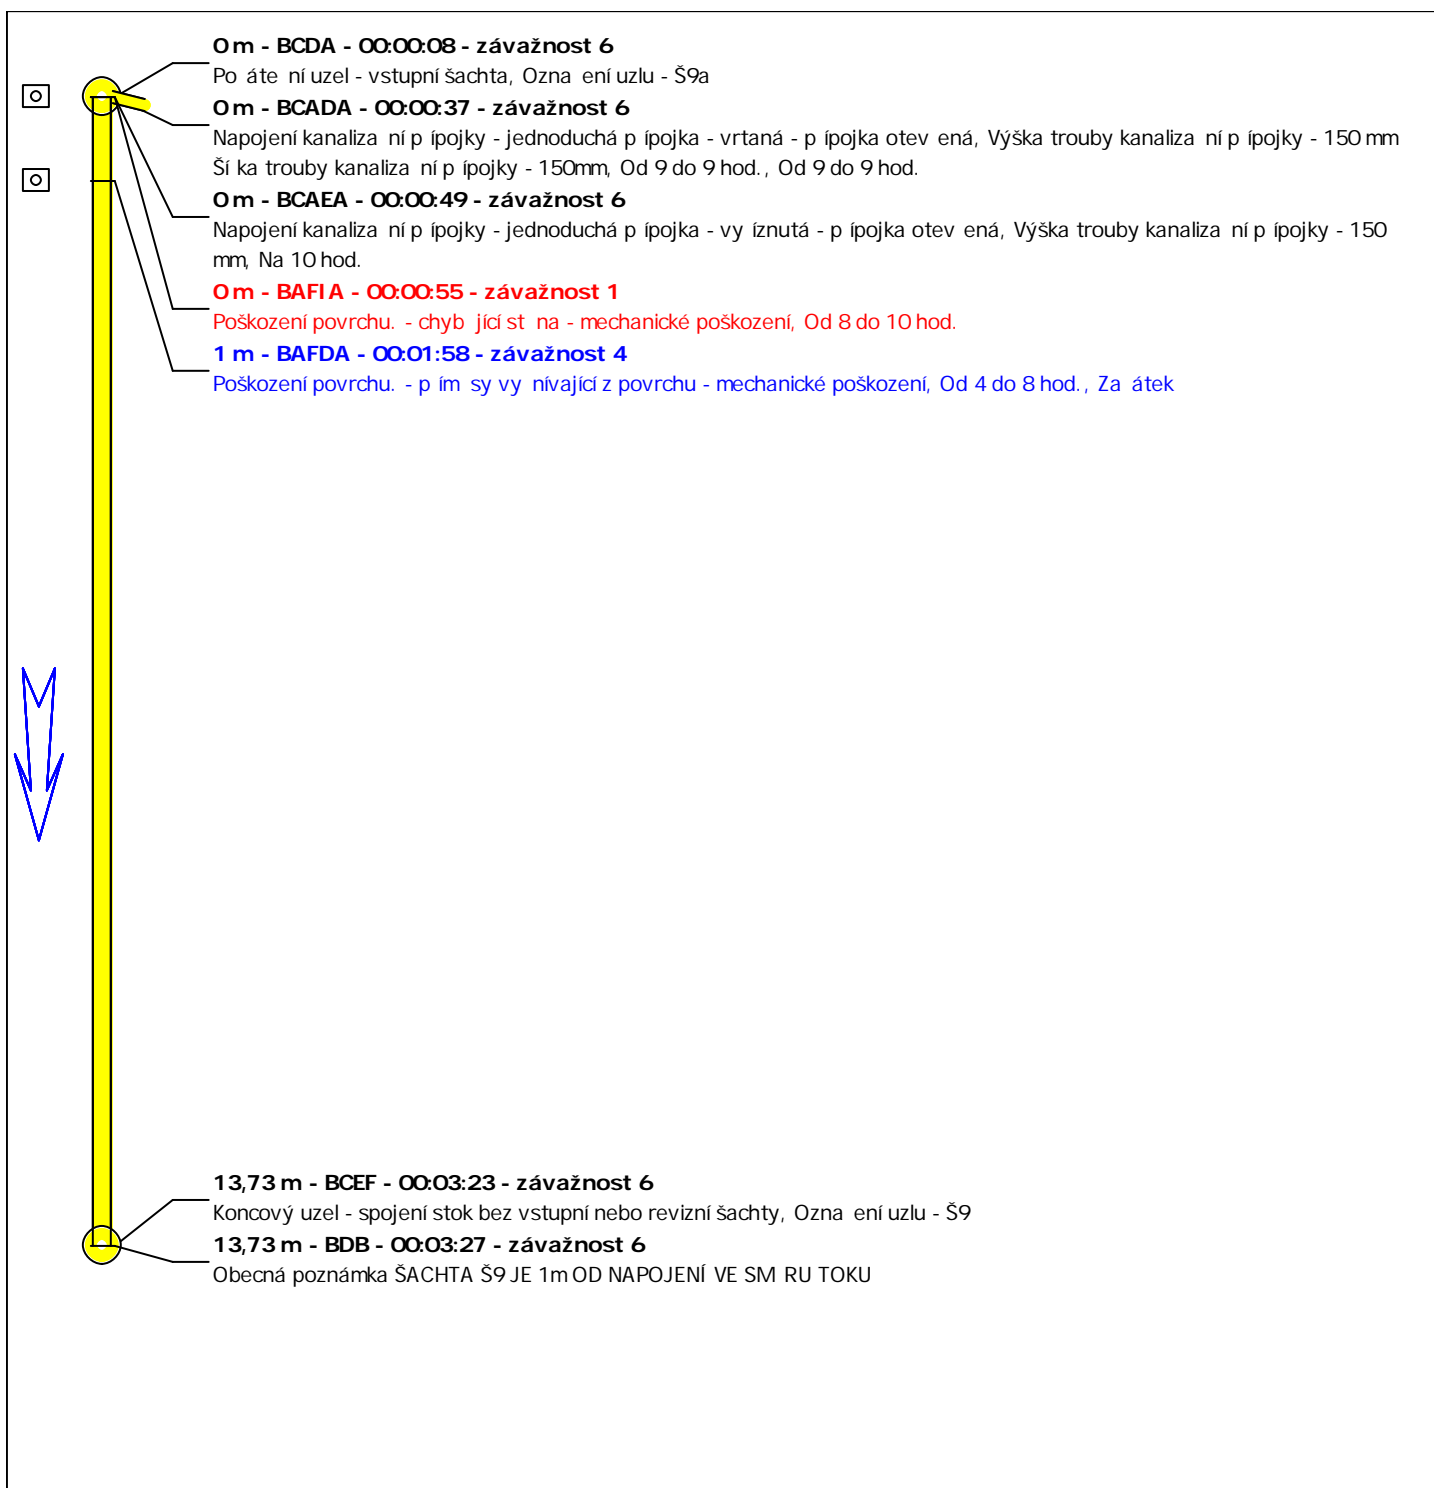 0 m - BCDA - 00:00:08 - závažnost 6
Po áte ní uzel - vstupní šachta, Ozna ení uzlu - Š9a
0 m - BCADA - 00:00:37 - závažnost 6
Napojení kanaliza ní p ípojky - jednoduchá p ípojka - vrtaná - p ípojka otev ená, Výška trouby kanaliza ní p ípojky - 150 mm
Ší ka trouby kanaliza ní p ípojky - 150mm, Od 9 do 9 hod., Od 9 do 9 hod.
0 m - BCAEA - 00:00:49 - závažnost 6
Napojení kanaliza ní p ípojky - jednoduchá p ípojka - vy íznutá - p ípojka otev ená, Výška trouby kanaliza ní p ípojky - 150
mm, Na 10 hod.
0 m - BAFIA - 00:00:55 - závažnost 1
Poškození povrchu. - chyb jící st na - mechanické poškození, Od 8 do 10 hod.
1 m - BAFDA - 00:01:58 - závažnost 4
Poškození povrchu. - p ím sy vy nívající z povrchu - mechanické poškození, Od 4 do 8 hod., Za átek
13,73 m - BCEF - 00:03:23 - závažnost 6
Koncový uzel - spojení stok bez vstupní nebo revizní šachty, Ozna ení uzlu - Š9
13,73 m - BDB - 00:03:27 - závažnost 6
Obecná poznámka ŠACHTA Š9 JE 1m OD NAPOJENÍ VE SM RU TOKU